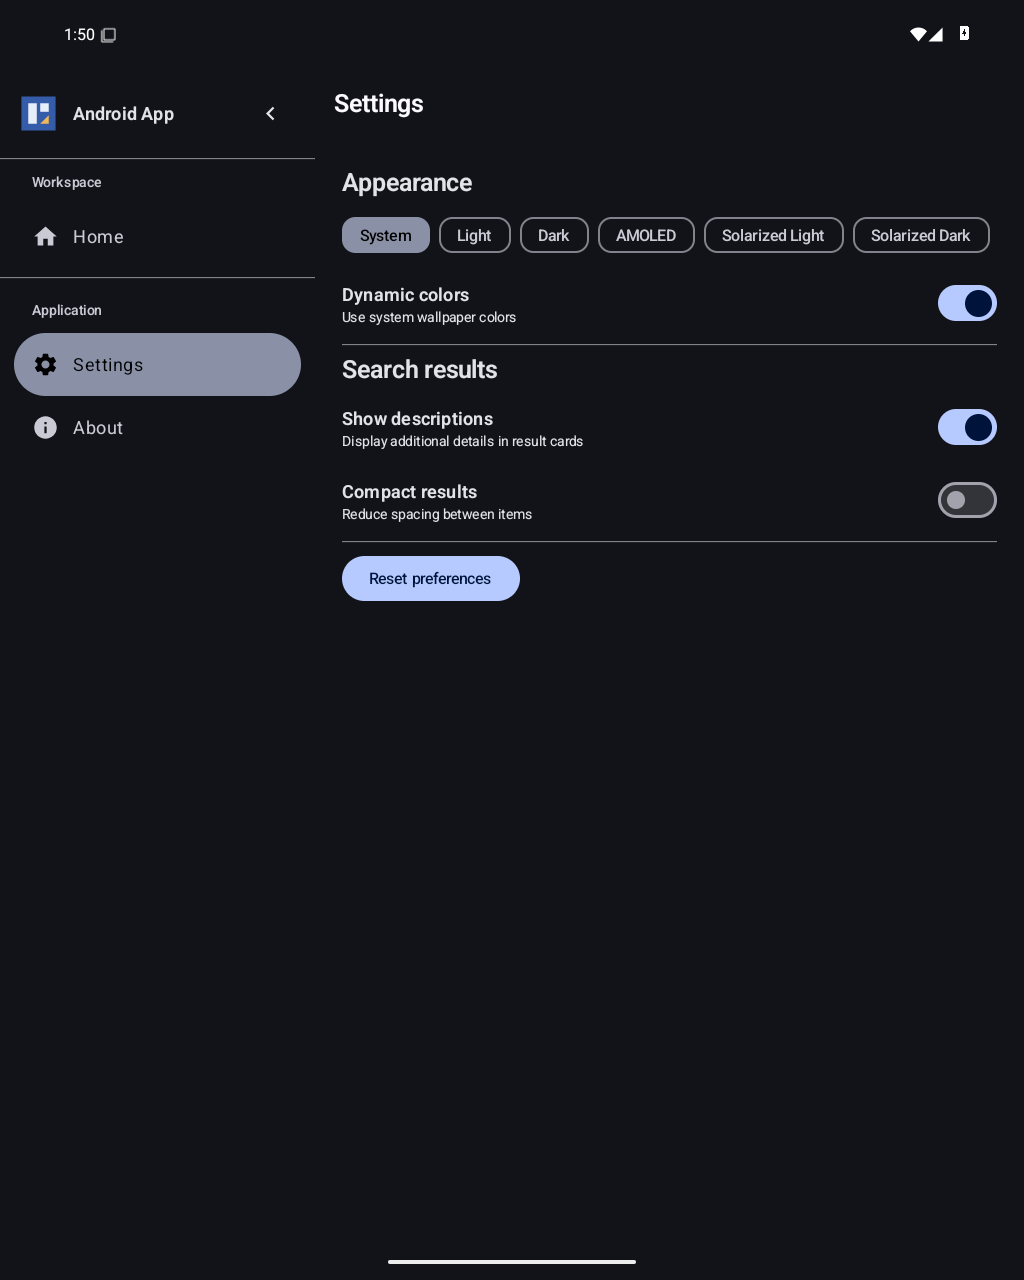 1:50
Android App
Settings
Workspace
Home
Application
Settings
About
Appearance
System Light Dark AMOLED Solarized Light Solarized Dark
Dynamic colors
Use system wallpaper colors
Search results
Show descriptions
Display additional details in result cards
Compact results
Reduce spacing between items
Reset preferences